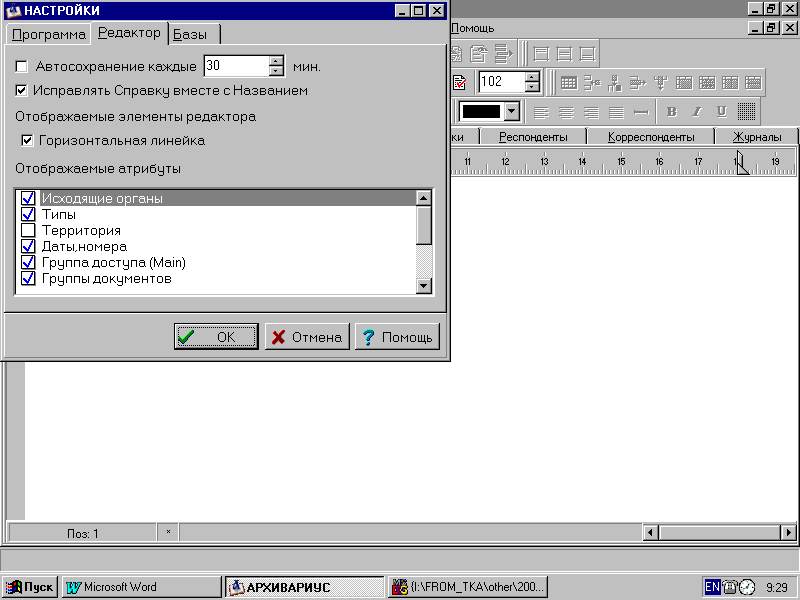 НАСТРОЙКИ
Помощь
Программа Редактор Базы
Автосохранение каждые 30 мин.
Исправлять Справку вместе с Названием
Отображаемые элементы редактора
Горизонтальная линейка
Отображаемые атрибуты
Исходящие органы
Типы
Территория
Даты,номера
Группа доступа (Main)
Группы документов
OK Отмена ? Помощь
102
B I U
ки Респонденты Корреспонденты Журналы
11 12 13 14 15 16 17 19
Поз: 1 *
Пуск Microsoft Word АРХИВАРИУС {I:\FROM_TKA\other\200... EN 9:29